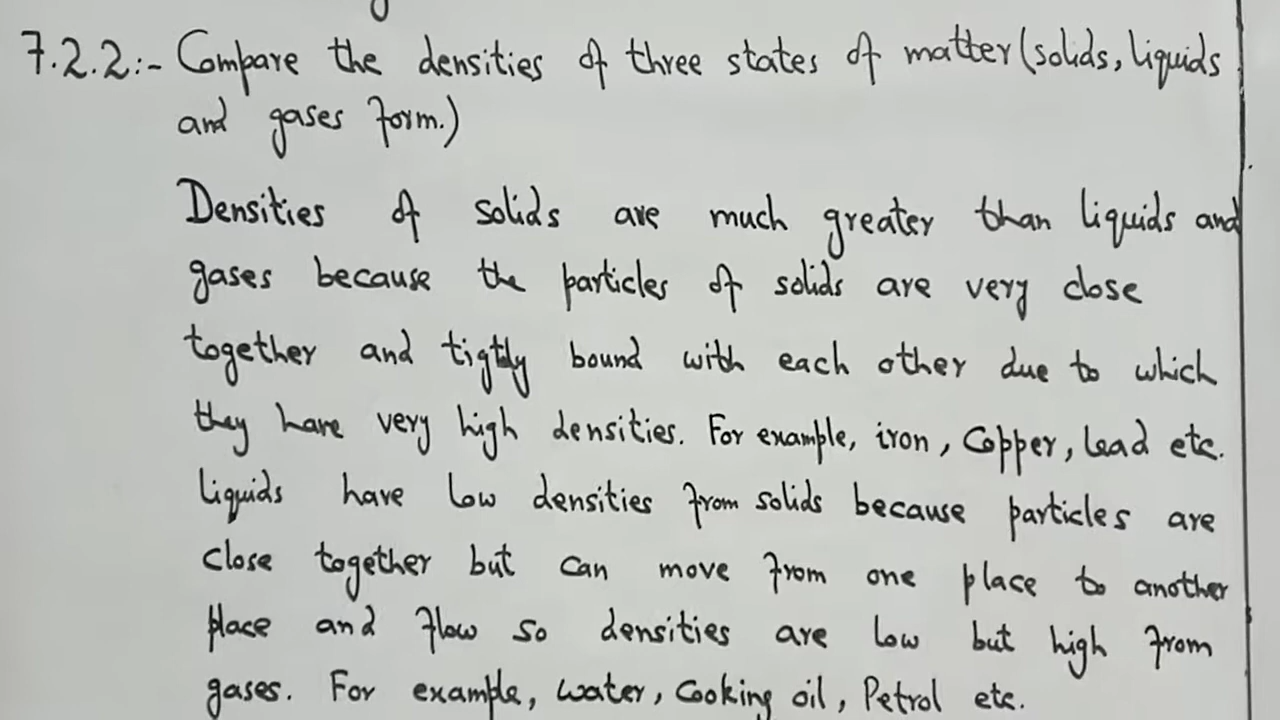 7.2.2:- Compare the densities of three states of matter (solids, liquids
and gases form.)
Densities of solids are much greater than liquids and
gases because the particles of solids are very close
together and tigtly bound with each other due to which
they have very high densities. For example, iron, Copper, lead etc.
liquids have low densities from solids because particles are
close together but can move from one place to another
place and flow so densities are low but high from
gases. For example, water, Cooking oil, Petrol etc.